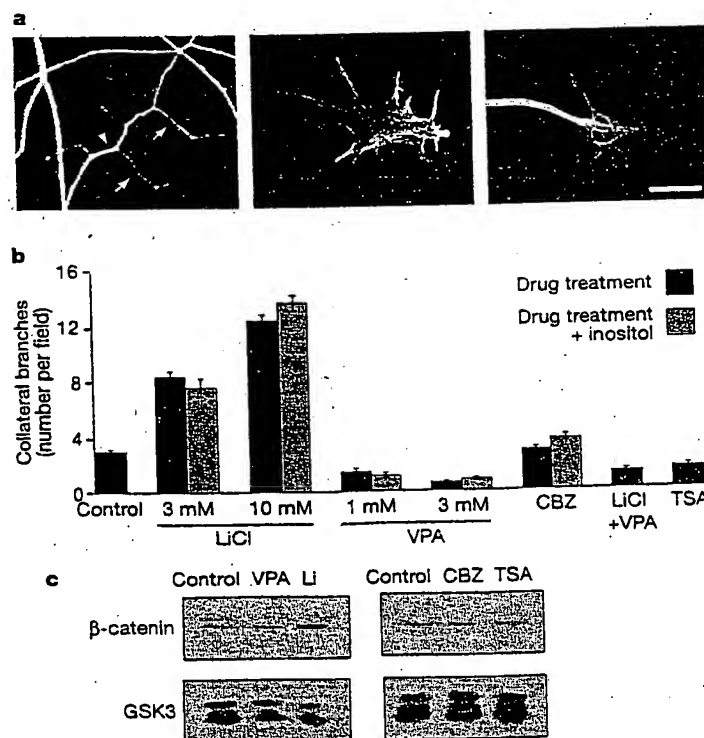 a
b
16
12
8
4
0
Collateral branches
(number per field)
Drug treatment
Drug treatment
+ inositol
Control
3 mM
10 mM
1 mM
3 mM
CBZ
LiCl
+VPA
TSA
LiCl
VPA
c
Control VPA Li
Control CBZ TSA
β-catenin
GSK3